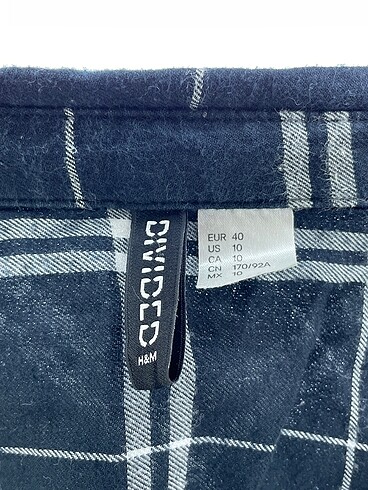 DIVIDED
H&M
EUR 40
US 10
CA 10
CN 170/92A
MX 10